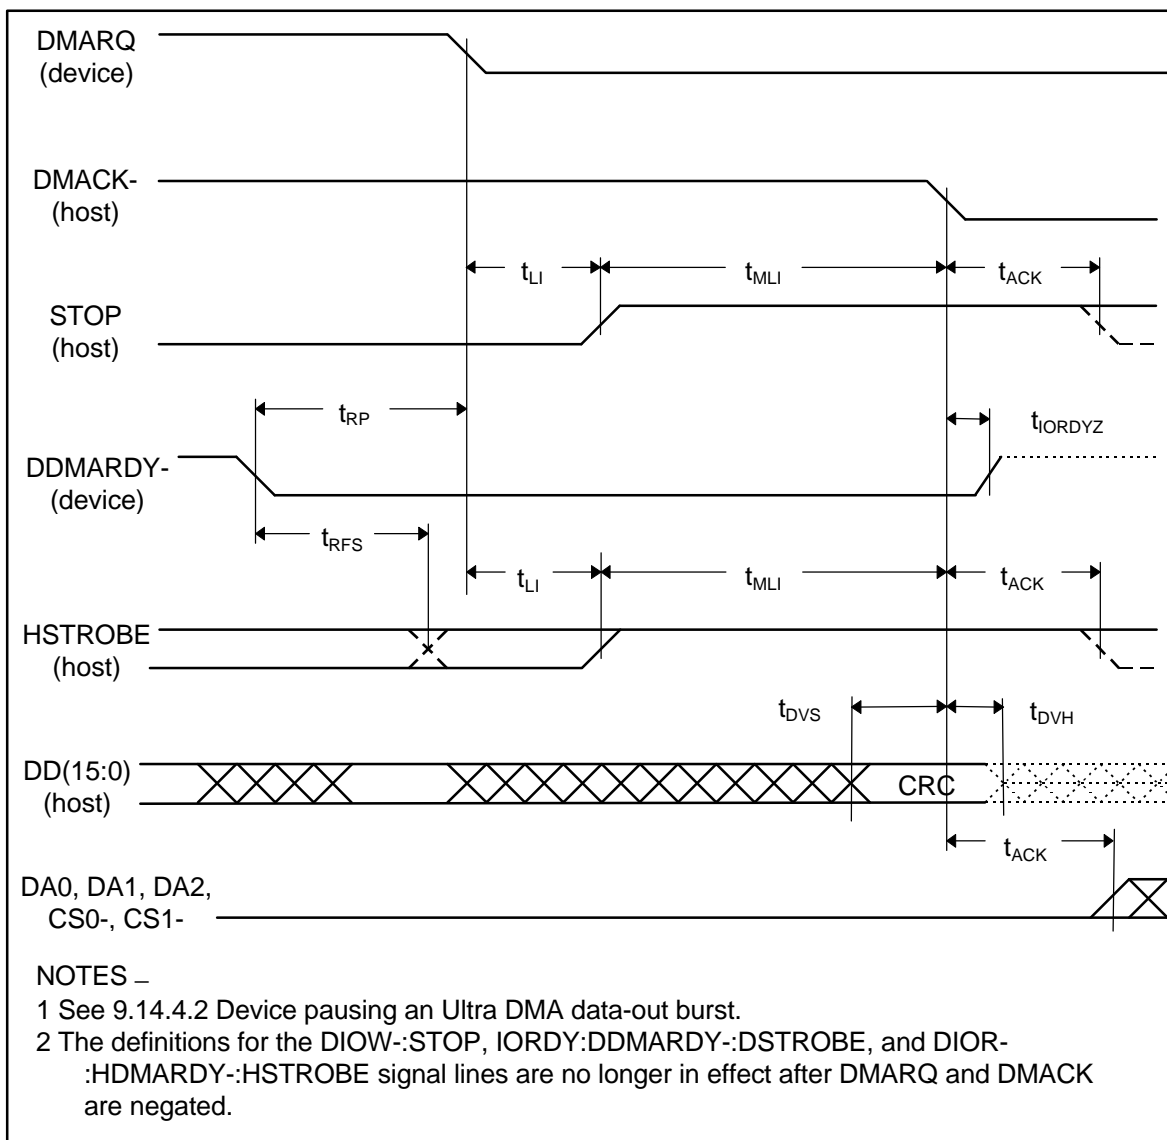 DMARQ
(device)
DMACK-
(host)
tLI
tMLI
tACK
STOP
(host)
tRP
tIORDYZ
DDMARDY-
(device)
tRFS
tLI
tMLI
tACK
HSTROBE
(host)
tDVS
tDVH
DD(15:0)
(host)
CRC
tACK
DA0, DA1, DA2,
CS0-, CS1-
NOTES –
1 See 9.14.4.2 Device pausing an Ultra DMA data-out burst.
2 The definitions for the DIOW-:STOP, IORDY:DDMARDY-:DSTROBE, and DIOR-
:HDMARDY-:HSTROBE signal lines are no longer in effect after DMARQ and DMACK
are negated.